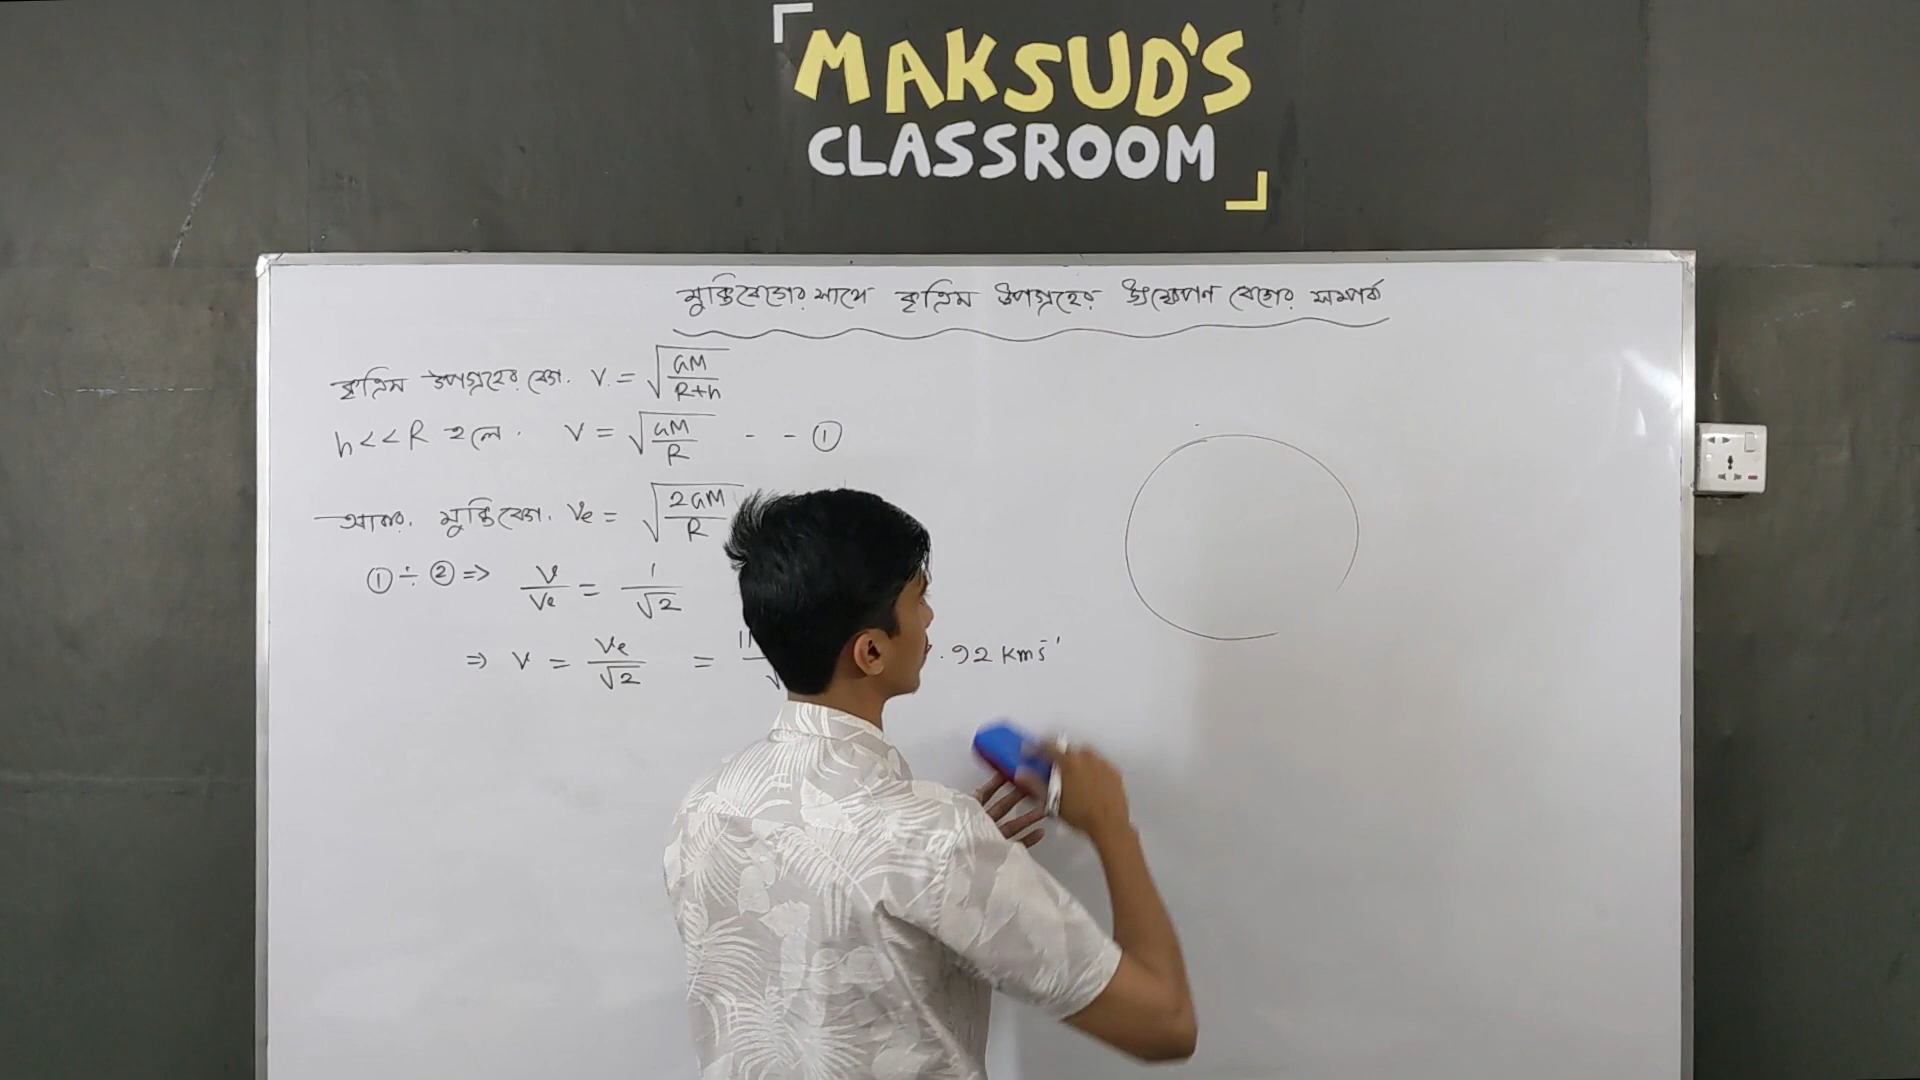 MAKSUD'S
CLASSROOM
মুক্তিবেগের সাথে কৃত্রিম উপগ্রহের উৎক্ষেপণ বেগের সম্পর্ক
কৃত্রিম উপগ্রহের বেগ, V = √(GM/(R+h))
h<<R হলে, V = √(GM/R) - - ①
আবার, মুক্তিবেগ, Ve = √(2GM/R)
① ÷ ② => V/Ve = 1/√2
=> V = Ve/√2 = 11 .92 Kms⁻¹